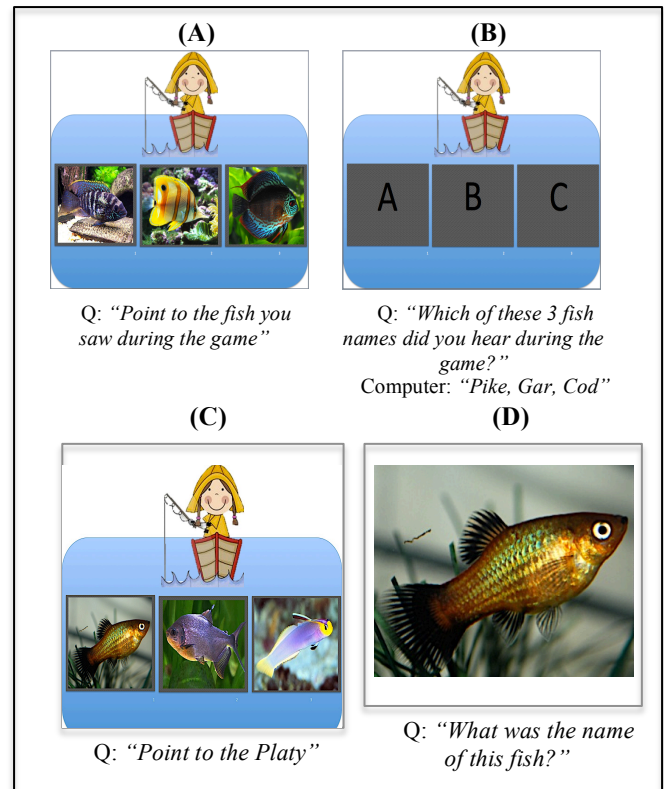 (A)
(B)
A B C
Q: “Point to the fish you
saw during the game”
Q: “Which of these 3 fish
names did you hear during the
game?”
Computer: “Pike, Gar, Cod”
(C)
(D)
Q: “Point to the Platy”
Q: “What was the name
of this fish?”